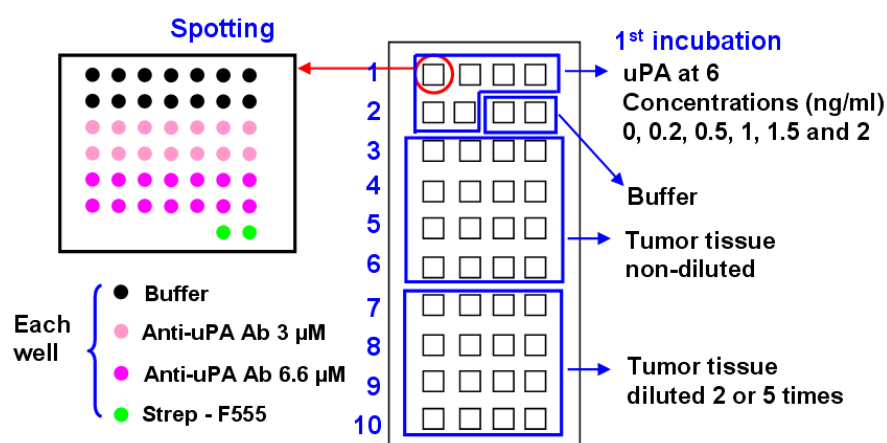 Spotting
1st incubation
uPA at 6
Concentrations (ng/ml)
0, 0.2, 0.5, 1, 1.5 and 2
Buffer
Tumor tissue
non-diluted
Tumor tissue
diluted 2 or 5 times
1
2
3
4
5
6
7
8
9
10
Each
well
Buffer
Anti-uPA Ab 3 µM
Anti-uPA Ab 6.6 µM
Strep - F555